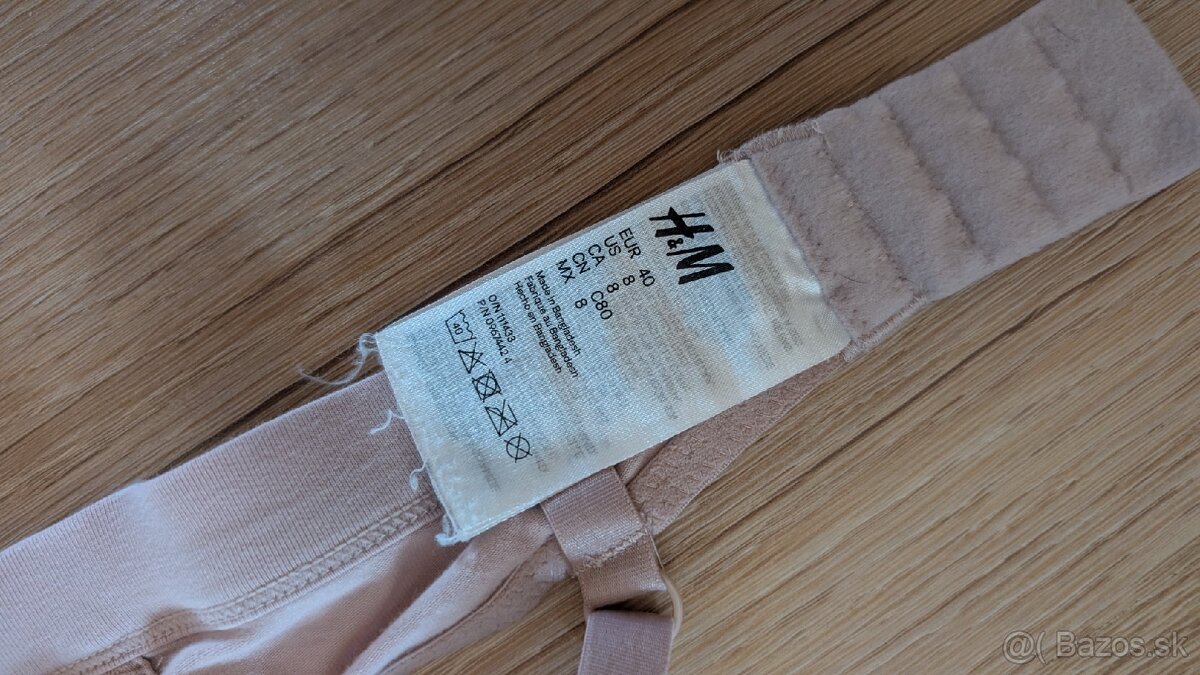 H&M
EUR 40
US 8
CA 8
CN C80
MX 8
Made in Bangladesh
Fabriqué au Bangladesh
Hecho en Bangladesh
O/N 111433
P/N 0967442 4
40
@( Bazos.sk